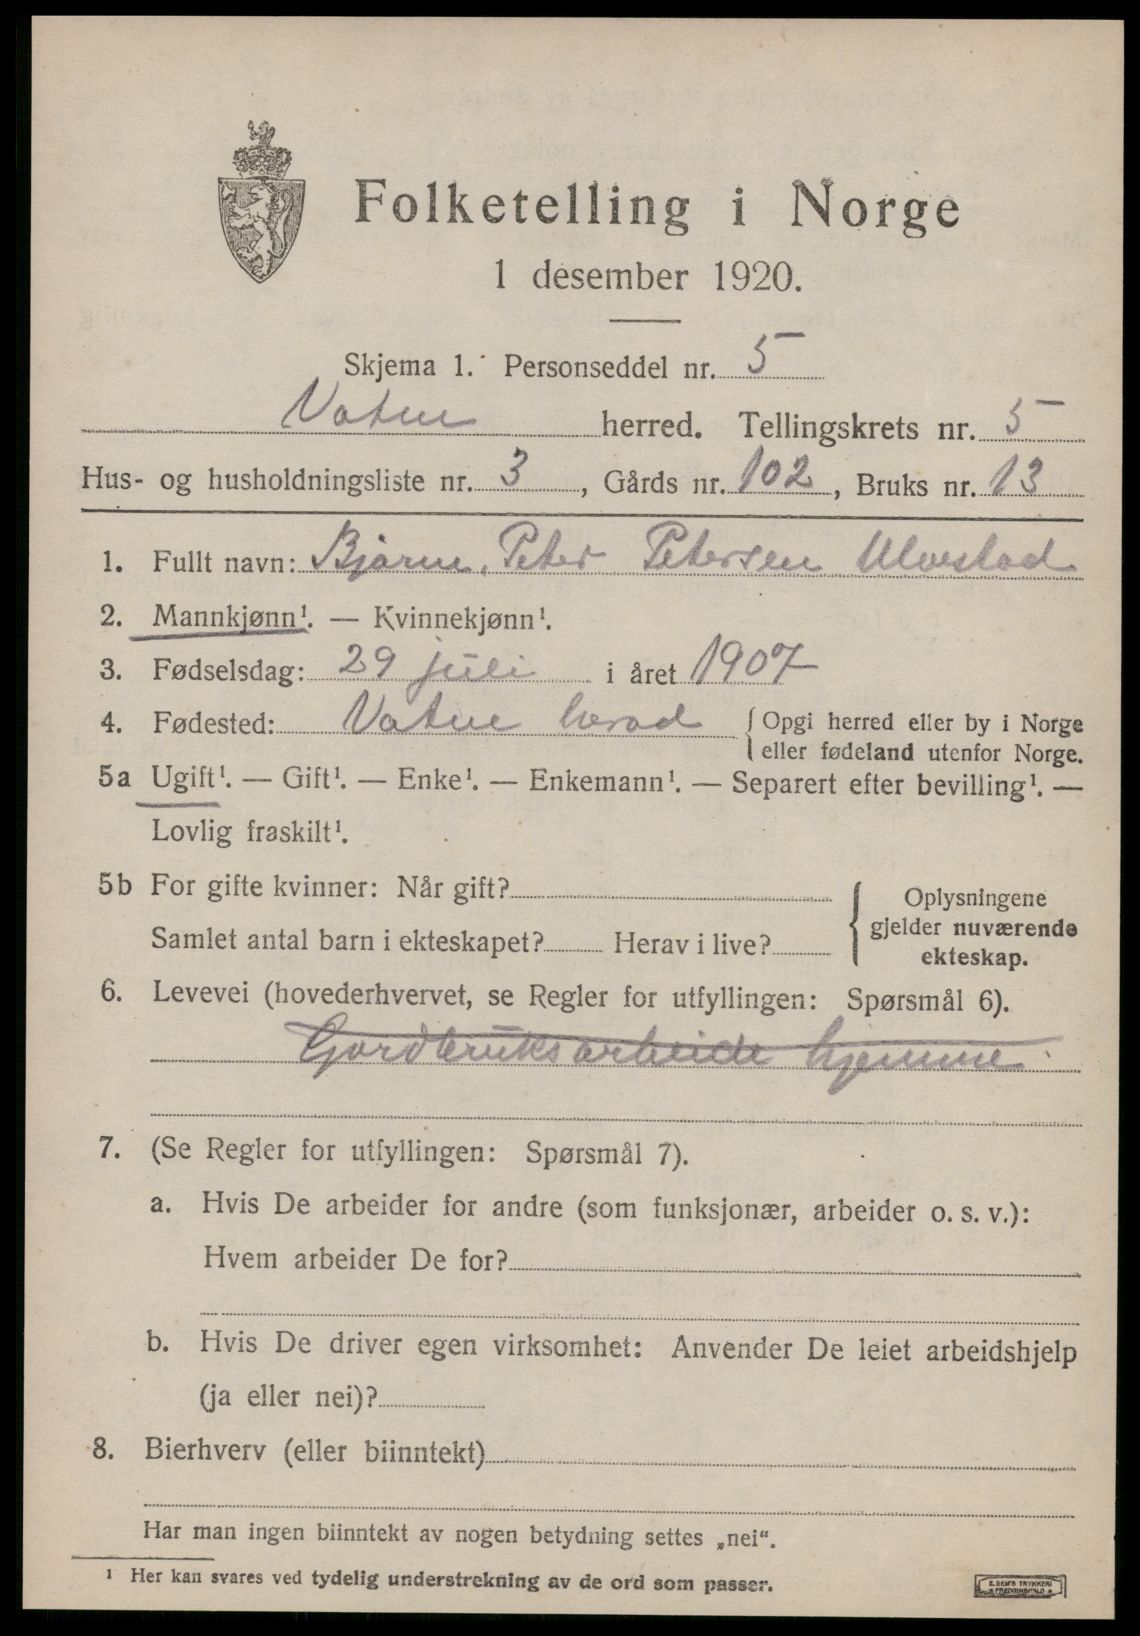 Folketelling i Norge
1 desember 1920.
Skjema 1. Personseddel nr. 5
Vatne herred. Tellingskrets nr. 5
Hus- og husholdningsliste nr. 3, Gårds nr. 102, Bruks nr. 13
1. Fullt navn: Bjarne Peter Petersen Ulvestad
2. Mannkjønn¹. — Kvinnekjønn¹.
3. Fødselsdag: 29 juli i året 1907
4. Fødested: Vatne herad { Opgi herred eller by i Norge
eller fødeland utenfor Norge.
5a Ugift¹. — Gift¹. — Enke¹. — Enkemann¹. — Separert efter bevilling¹. —
Lovlig fraskilt¹.
5b For gifte kvinner: Når gift?
Samlet antal barn i ekteskapet? Herav i live?
{ Oplysningene
gjelder nuværende
ekteskap.
6. Levevei (hovederhvervet, se Regler for utfyllingen: Spørsmål 6).
Gardbruksarbeide hjemme
7. (Se Regler for utfyllingen: Spørsmål 7).
a. Hvis De arbeider for andre (som funksjonær, arbeider o. s. v.):
Hvem arbeider De for?
b. Hvis De driver egen virksomhet: Anvender De leiet arbeidshjelp
(ja eller nei)?
8. Bierhverv (eller biinntekt)
Har man ingen biinntekt av nogen betydning settes „nei“.
¹ Her kan svares ved tydelig understrekning av de ord som passer.
E. SEM'S TRYKKERI
FREDRIKSHALD